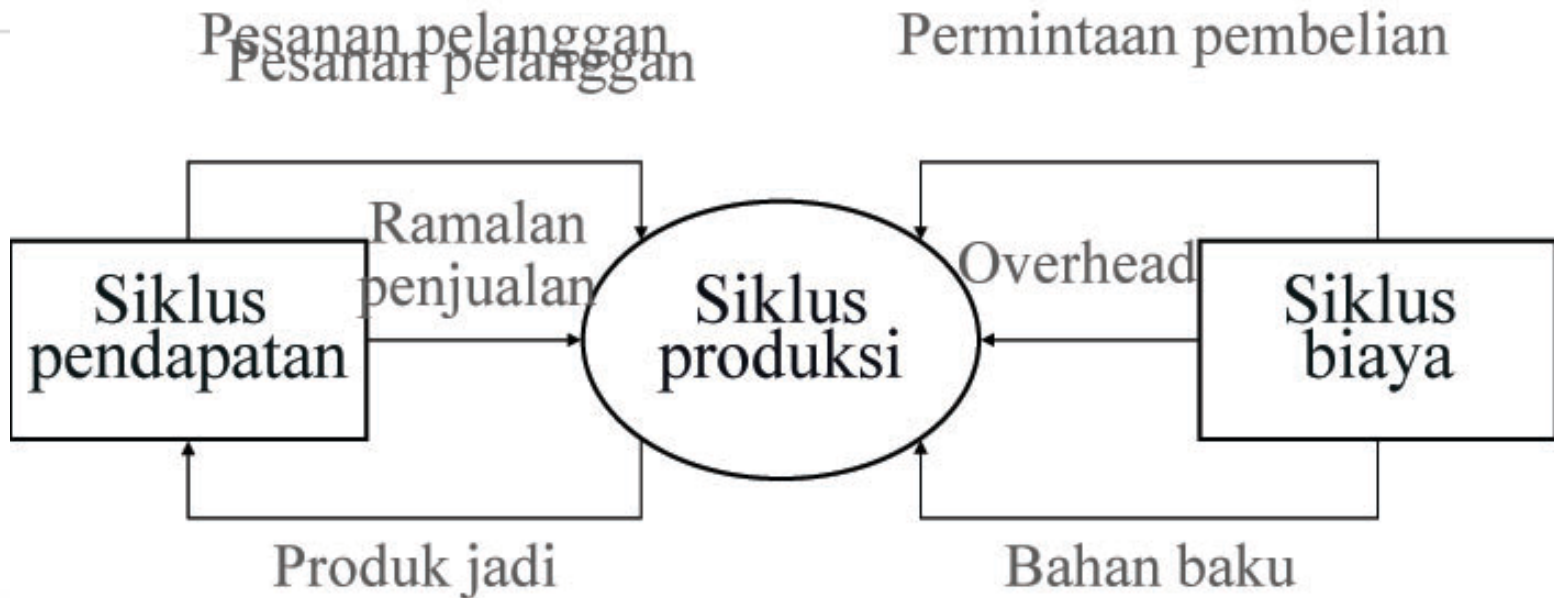 Pesanan pelanggan
Pesanan pelanggan
Permintaan pembelian
Ramalan
penjualan
Overhead
Siklus
pendapatan
Siklus
produksi
Siklus
biaya
Produk jadi
Bahan baku